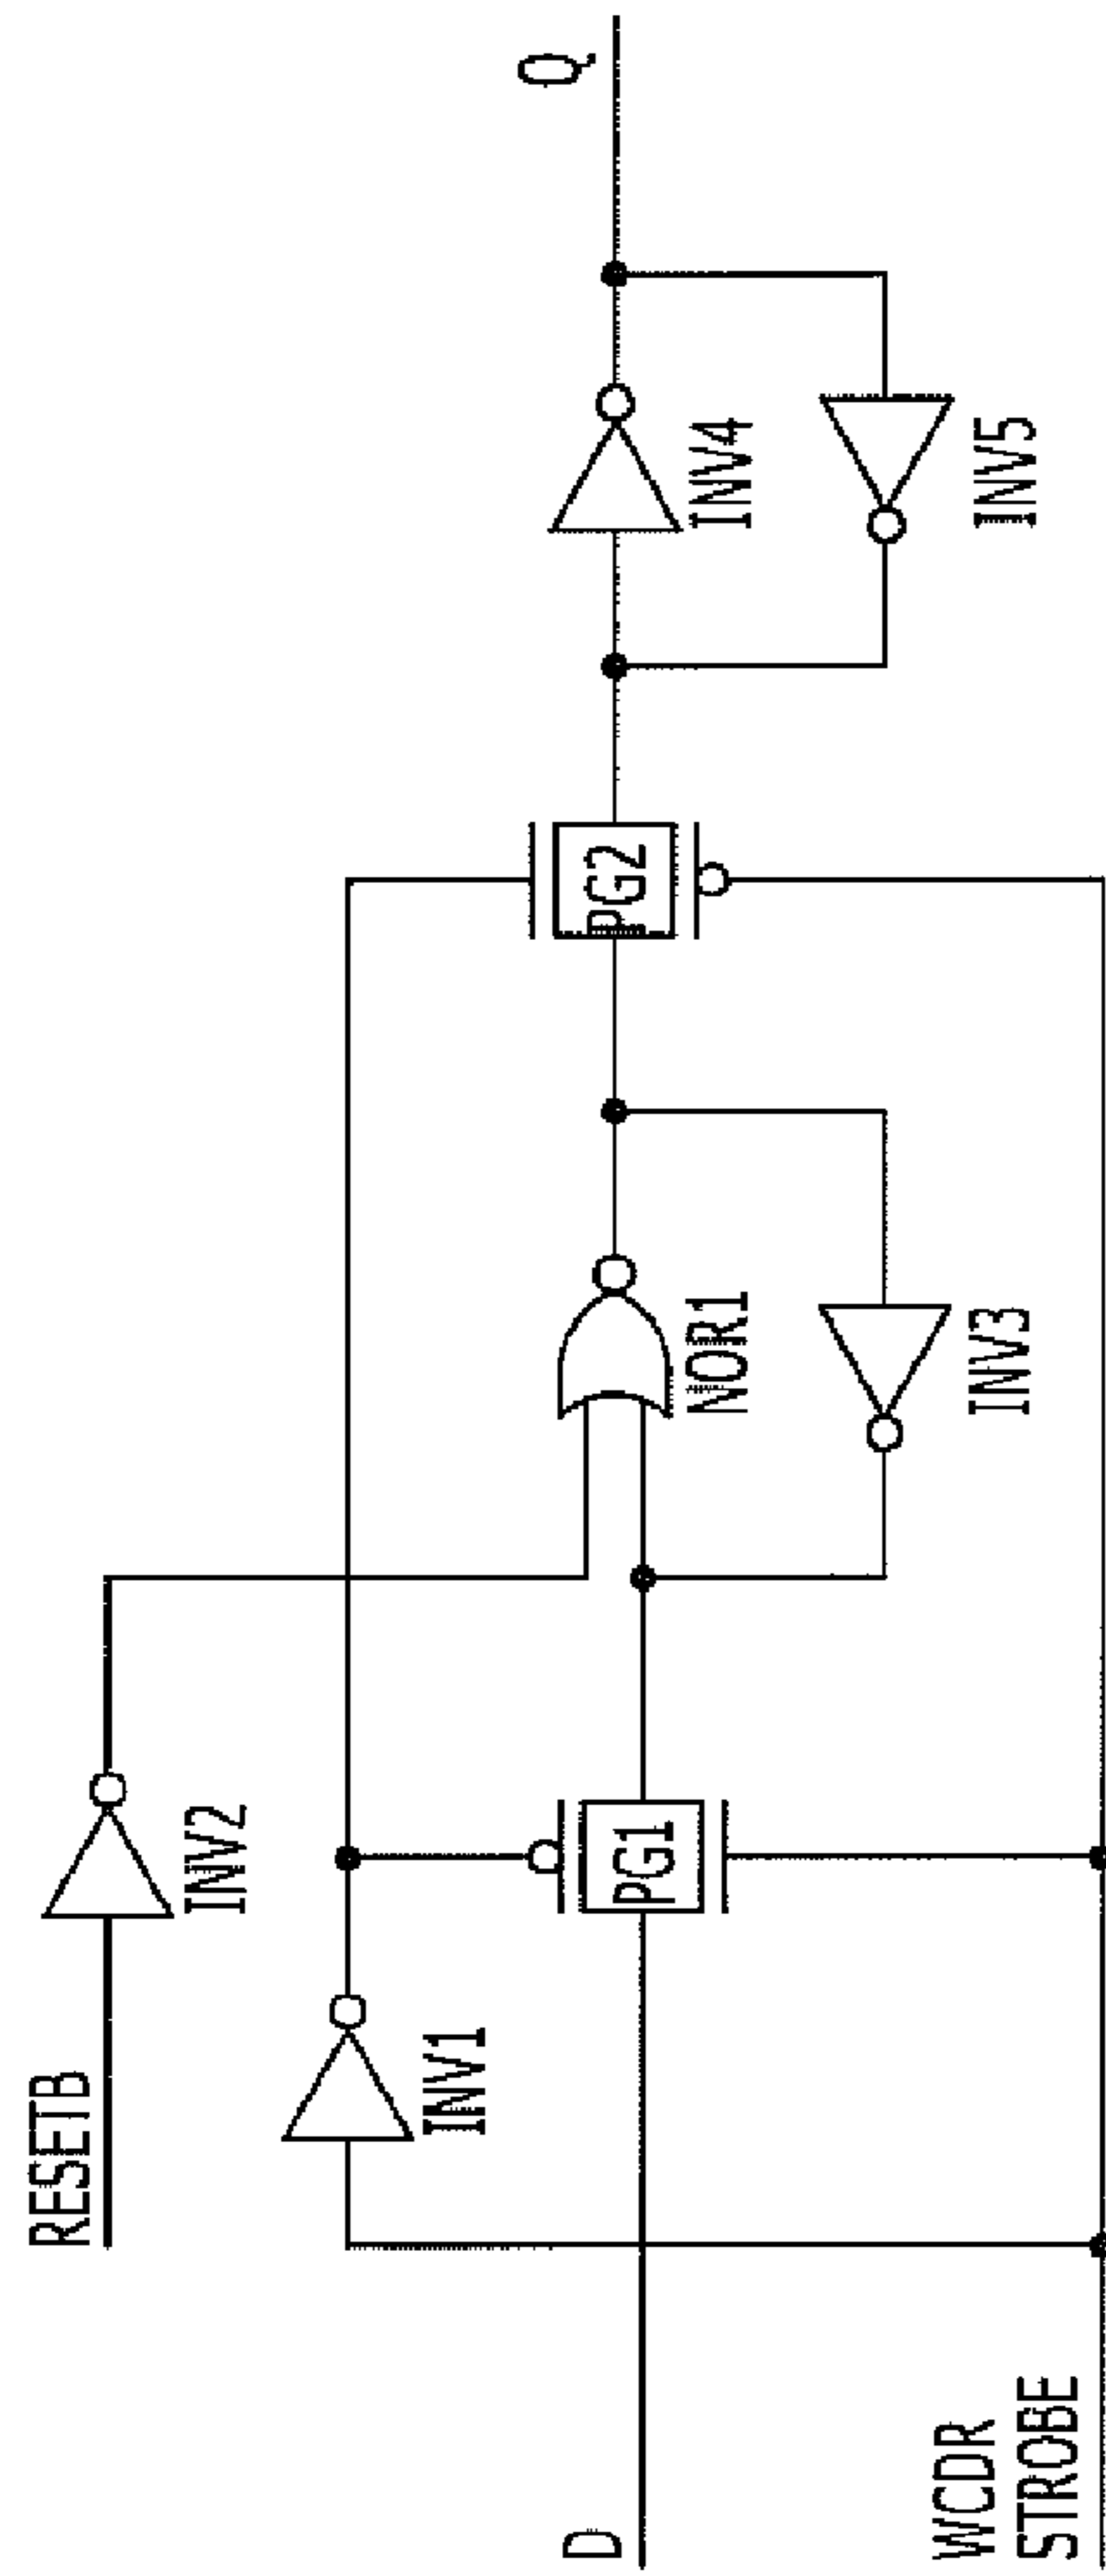 RESETB
INV2
INV1
D
WCDR
STROBE
PG1
NOR1
INV3
PG2
INV4
INV5
Q